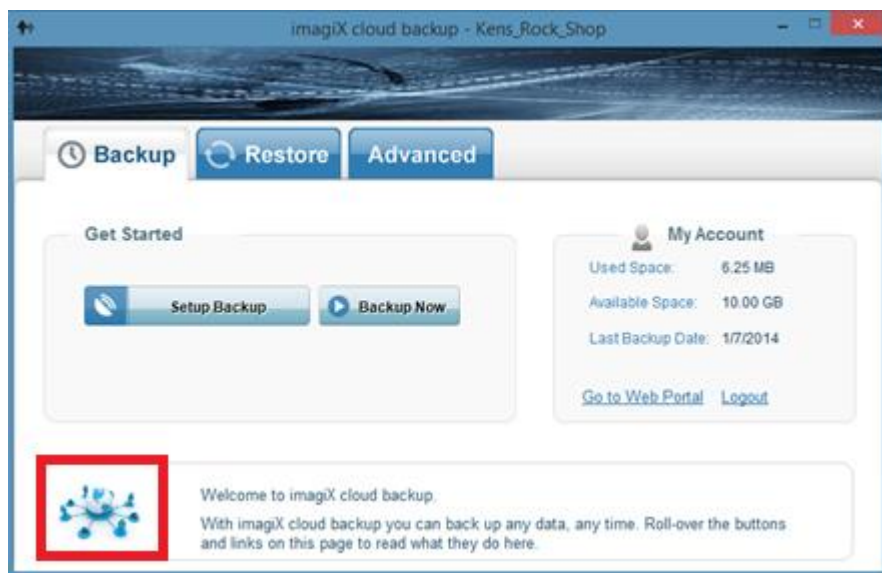 imagiX cloud backup - Kens_Rock_Shop
Backup
Restore
Advanced
Get Started
Setup Backup
Backup Now
My Account
Used Space: 6.25 MB
Available Space: 10.00 GB
Last Backup Date: 1/7/2014
Go to Web Portal Logout
Welcome to imagiX cloud backup.
With imagiX cloud backup you can back up any data, any time. Roll-over the buttons
and links on this page to read what they do here.